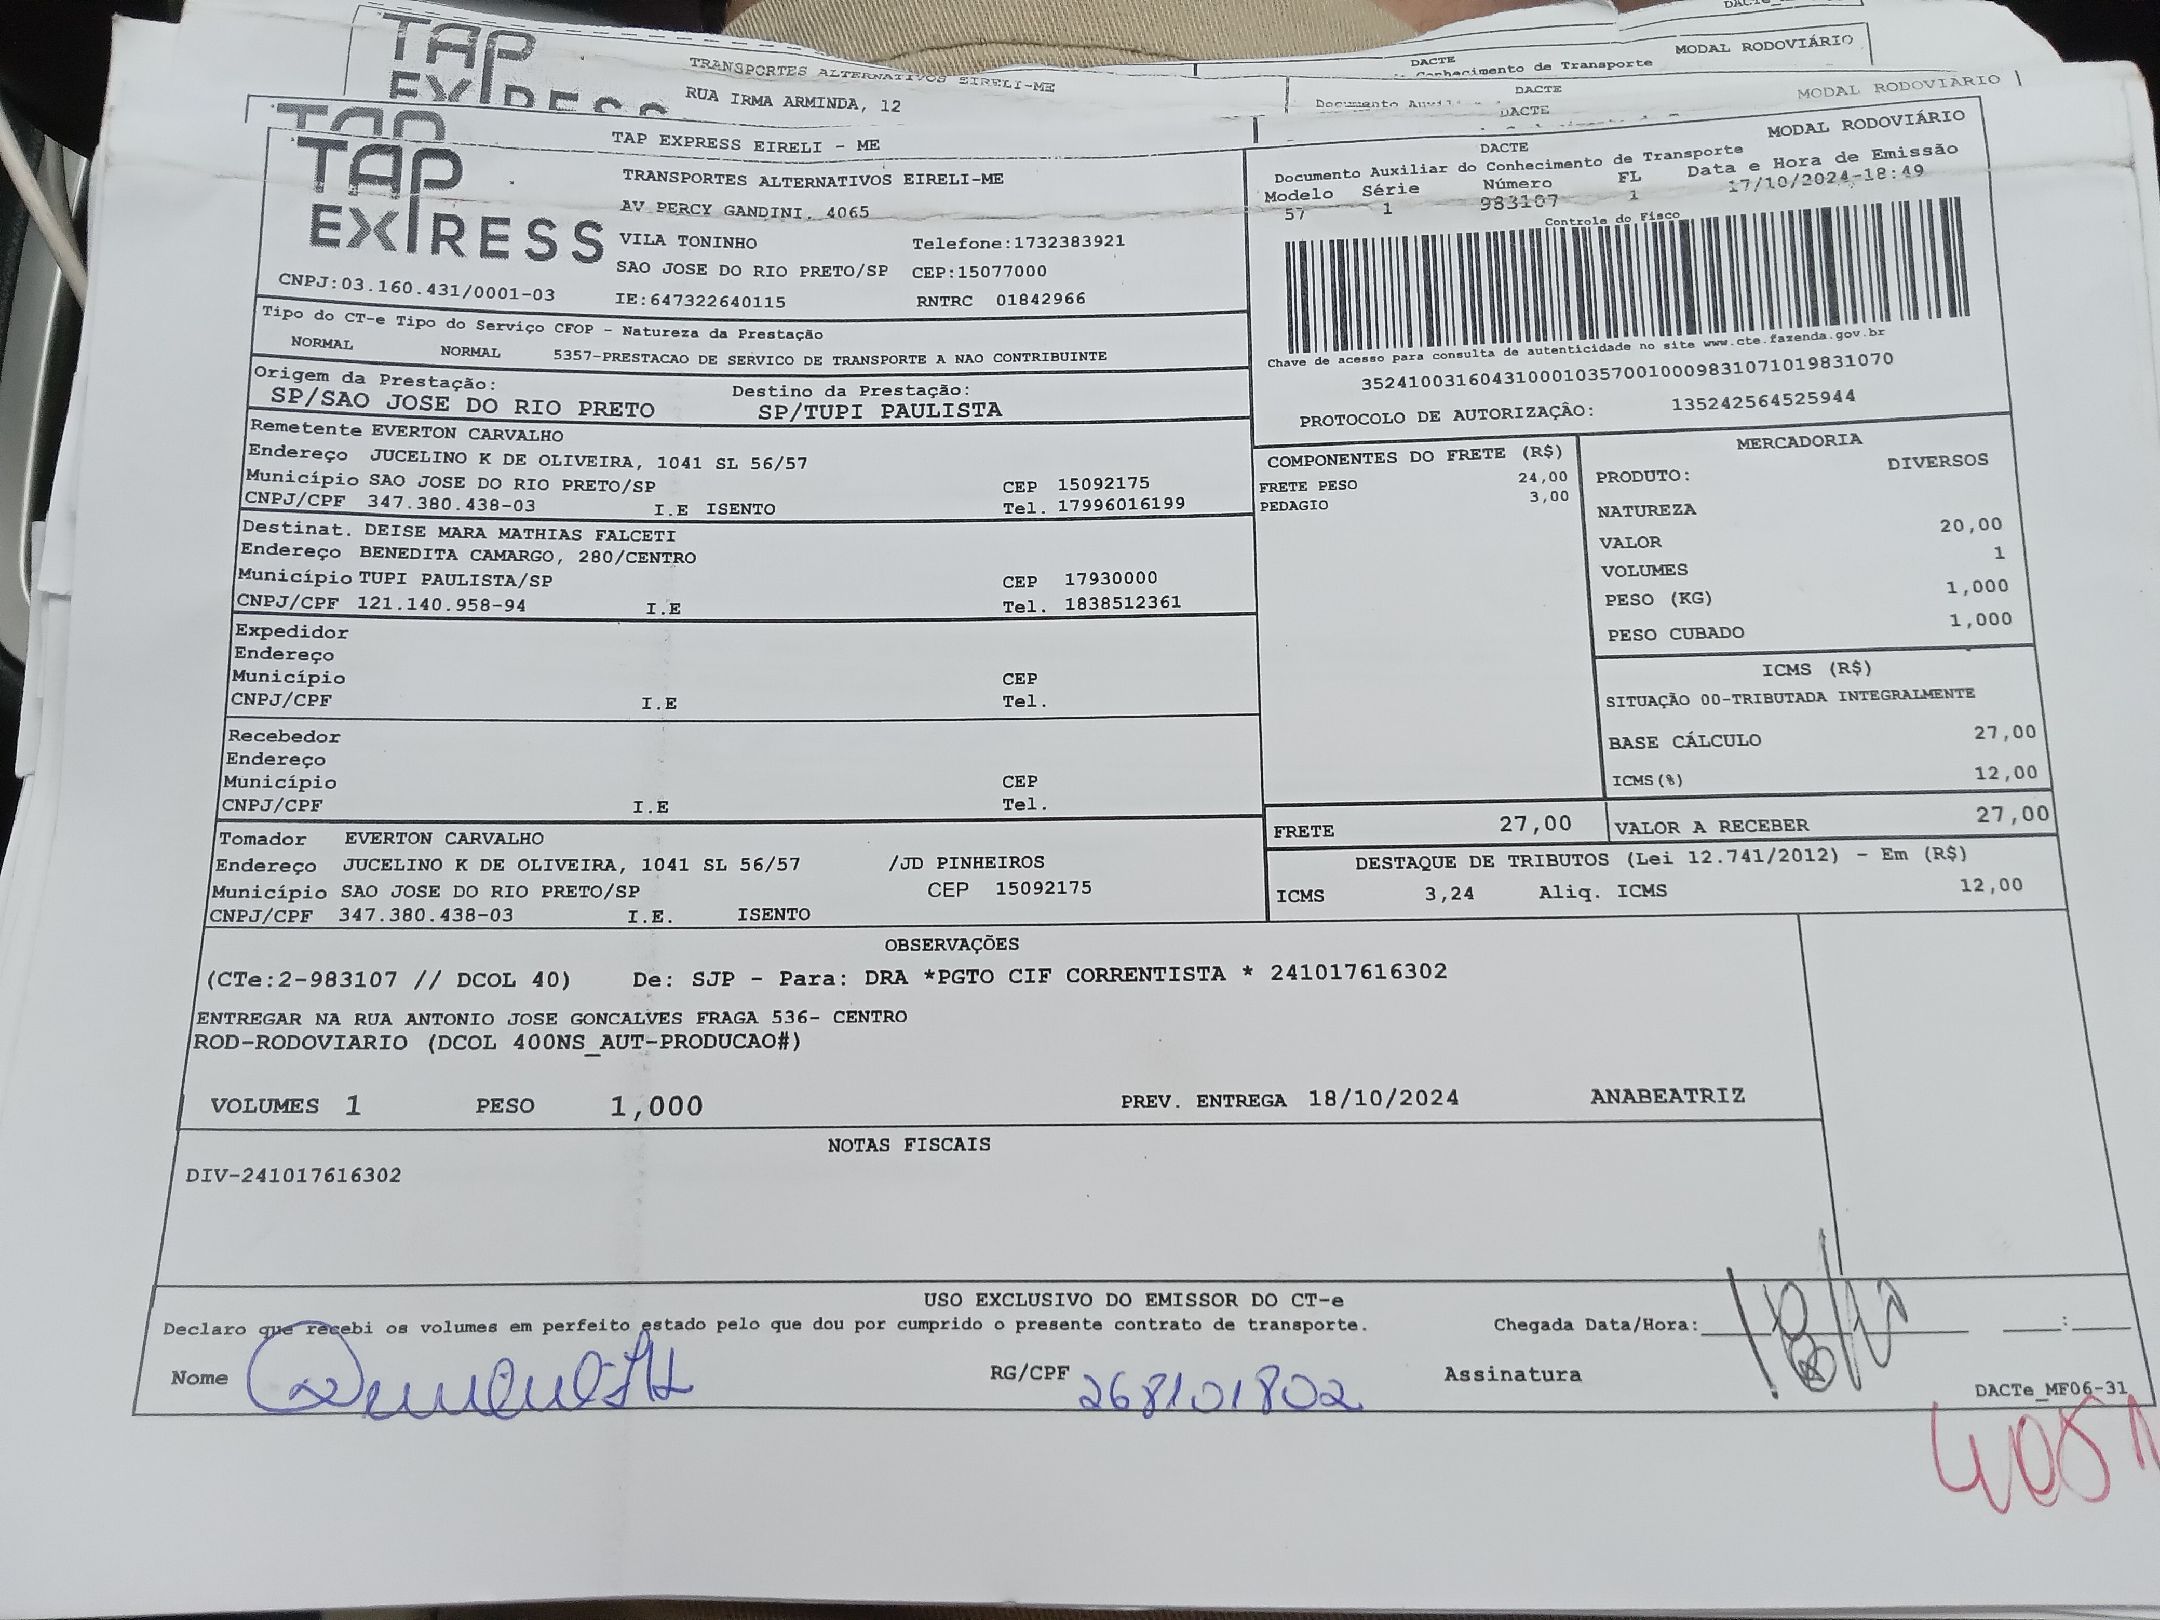 TAP
TRANSPORTES ALTERNATIVOS EIRELI-ME
RUA IRMA ARMINDA, 12
DACTE
MODAL RODOVIÁRIO
Conhecimento de Transporte
DACTE
MODAL RODOVIÁRIO
DACTE
TAP EXPRESS
TAP EXPRESS EIRELI - ME
TRANSPORTES ALTERNATIVOS EIRELI-ME
AV PERCY GANDINI, 4065
VILA TONINHO Telefone:1732383921
SAO JOSE DO RIO PRETO/SP CEP:15077000
CNPJ:03.160.431/0001-03 IE:647322640115 RNTRC 01842966
DACTE MODAL RODOVIÁRIO
Documento Auxiliar do Conhecimento de Transporte
Modelo Série Número FL Data e Hora de Emissão
57 1 983107 1 17/10/2024-18:49
Controle do Fisco
Chave de acesso para consulta de autenticidade no site www.cte.fazenda.gov.br
35241003160431000103570010009831071019831070
PROTOCOLO DE AUTORIZAÇÃO: 135242564525944
Tipo do CT-e Tipo do Serviço CFOP - Natureza da Prestação
NORMAL NORMAL 5357-PRESTACAO DE SERVICO DE TRANSPORTE A NAO CONTRIBUINTE
Origem da Prestação: Destino da Prestação:
SP/SAO JOSE DO RIO PRETO SP/TUPI PAULISTA
Remetente EVERTON CARVALHO
Endereço JUCELINO K DE OLIVEIRA, 1041 SL 56/57
Município SAO JOSE DO RIO PRETO/SP CEP 15092175
CNPJ/CPF 347.380.438-03 I.E ISENTO Tel. 17996016199
Destinat. DEISE MARA MATHIAS FALCETI
Endereço BENEDITA CAMARGO, 280/CENTRO
Município TUPI PAULISTA/SP CEP 17930000
CNPJ/CPF 121.140.958-94 I.E Tel. 1838512361
Expedidor
Endereço
Município CEP
CNPJ/CPF I.E Tel.
Recebedor
Endereço
Município CEP
CNPJ/CPF I.E Tel.
Tomador EVERTON CARVALHO
Endereço JUCELINO K DE OLIVEIRA, 1041 SL 56/57 /JD PINHEIROS
Município SAO JOSE DO RIO PRETO/SP CEP 15092175
CNPJ/CPF 347.380.438-03 I.E. ISENTO
COMPONENTES DO FRETE (R$)
FRETE PESO 24,00
PEDAGIO 3,00
MERCADORIA
PRODUTO: DIVERSOS
NATUREZA
VALOR 20,00
VOLUMES 1
PESO (KG) 1,000
PESO CUBADO 1,000
ICMS (R$)
SITUAÇÃO 00-TRIBUTADA INTEGRALMENTE
BASE CÁLCULO 27,00
ICMS(%) 12,00
FRETE 27,00 VALOR A RECEBER 27,00
DESTAQUE DE TRIBUTOS (Lei 12.741/2012) - Em (R$)
ICMS 3,24 Aliq. ICMS 12,00
OBSERVAÇÕES
(CTe:2-983107 // DCOL 40) De: SJP - Para: DRA *PGTO CIF CORRENTISTA * 241017616302
ENTREGAR NA RUA ANTONIO JOSE GONCALVES FRAGA 536- CENTRO
ROD-RODOVIARIO (DCOL 400NS_AUT-PRODUCAO#)
VOLUMES 1 PESO 1,000 PREV. ENTREGA 18/10/2024 ANABEATRIZ
NOTAS FISCAIS
DIV-241017616302
USO EXCLUSIVO DO EMISSOR DO CT-e
Declaro que recebi os volumes em perfeito estado pelo que dou por cumprido o presente contrato de transporte. Chegada Data/Hora: :
Nome RG/CPF 268101802 Assinatura
DACTe_MF06-31